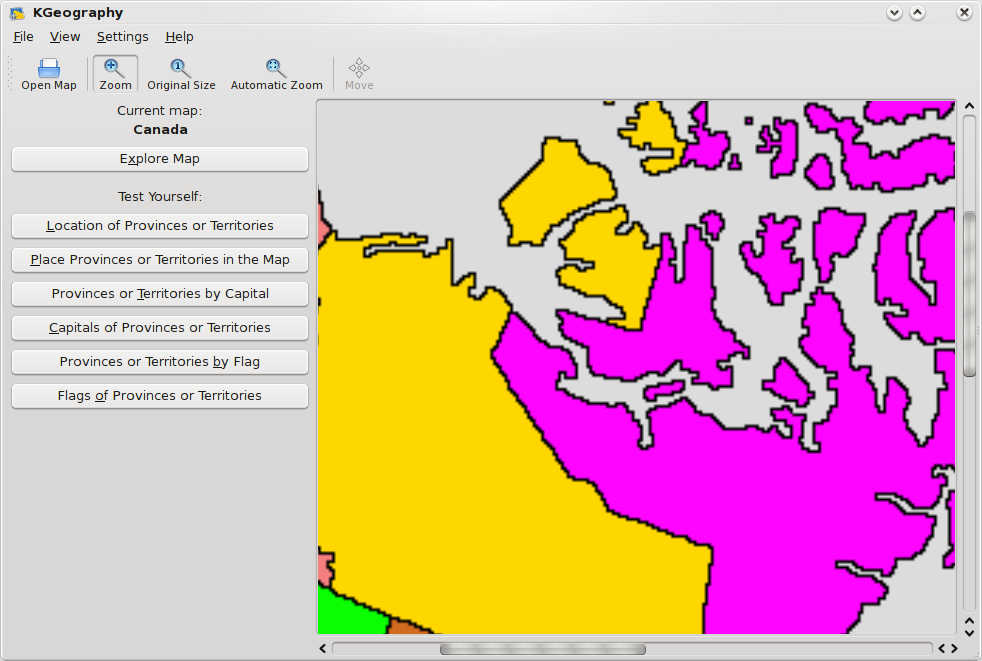 KGeography
File View Settings Help
Open Map Zoom Original Size Automatic Zoom Move
Current map:
Canada
Explore Map
Test Yourself:
Location of Provinces or Territories
Place Provinces or Territories in the Map
Provinces or Territories by Capital
Capitals of Provinces or Territories
Provinces or Territories by Flag
Flags of Provinces or Territories